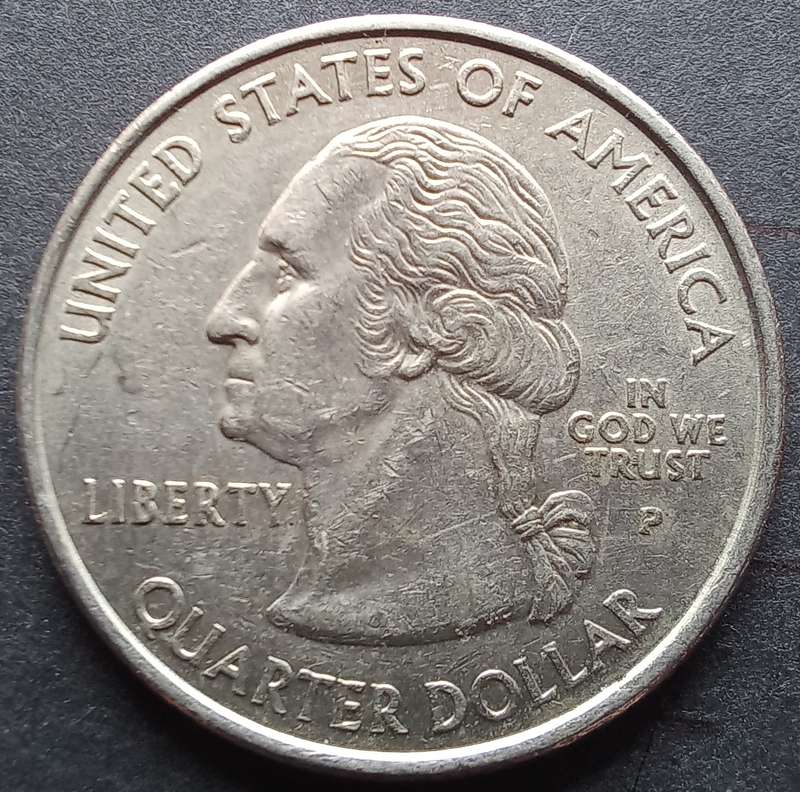 UNITED STATES OF AMERICA
LIBERTY
IN
GOD WE
TRUST
P
QUARTER DOLLAR